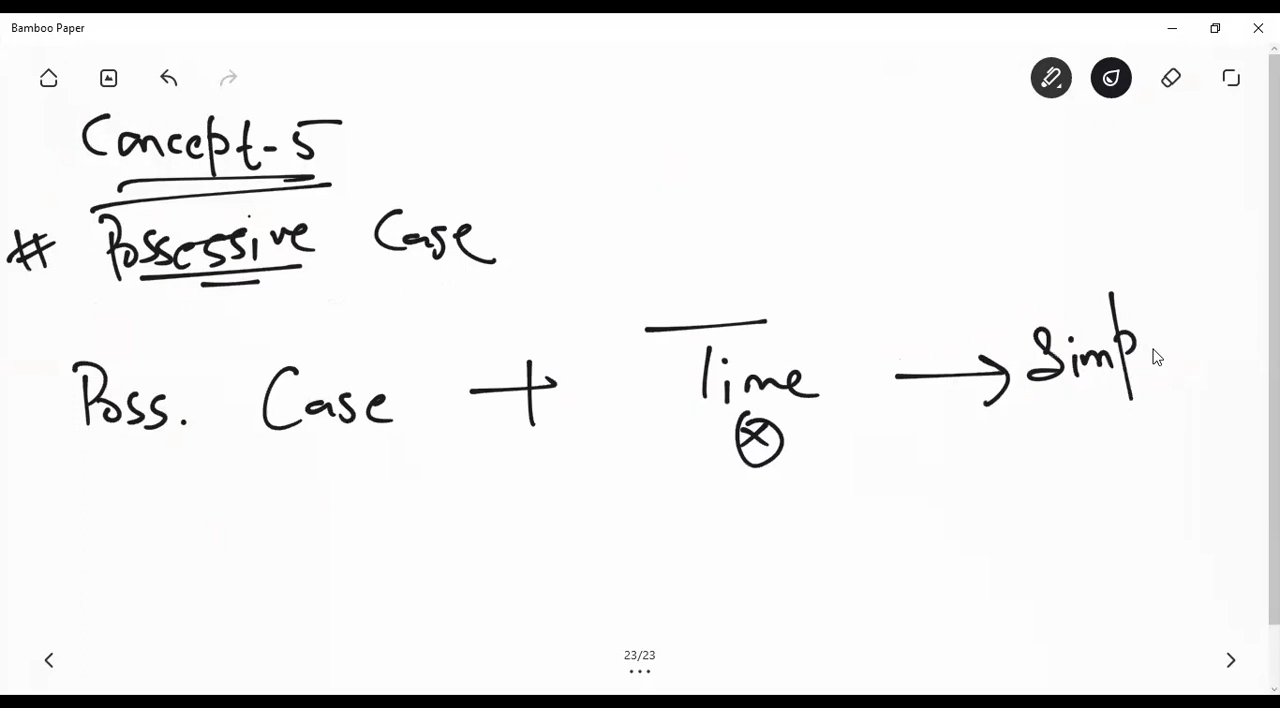 Bamboo Paper
Concept-5
# Possessive Case
Poss. Case + Time → Simp
23/23